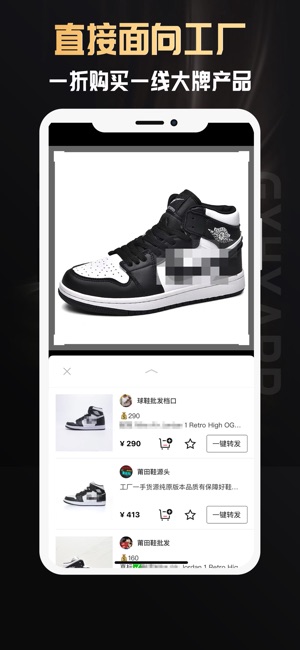 直接面向工厂
一折购买一线大牌产品
GXHYAPP
球鞋批发档口
💰290
1 Retro High OG...
¥ 290
一键转发
莆田鞋源头
工厂一手货源纯原版本品质有保障好鞋...
¥ 413
一键转发
莆田鞋批发
💰160
Jordan 1 Retro Hig